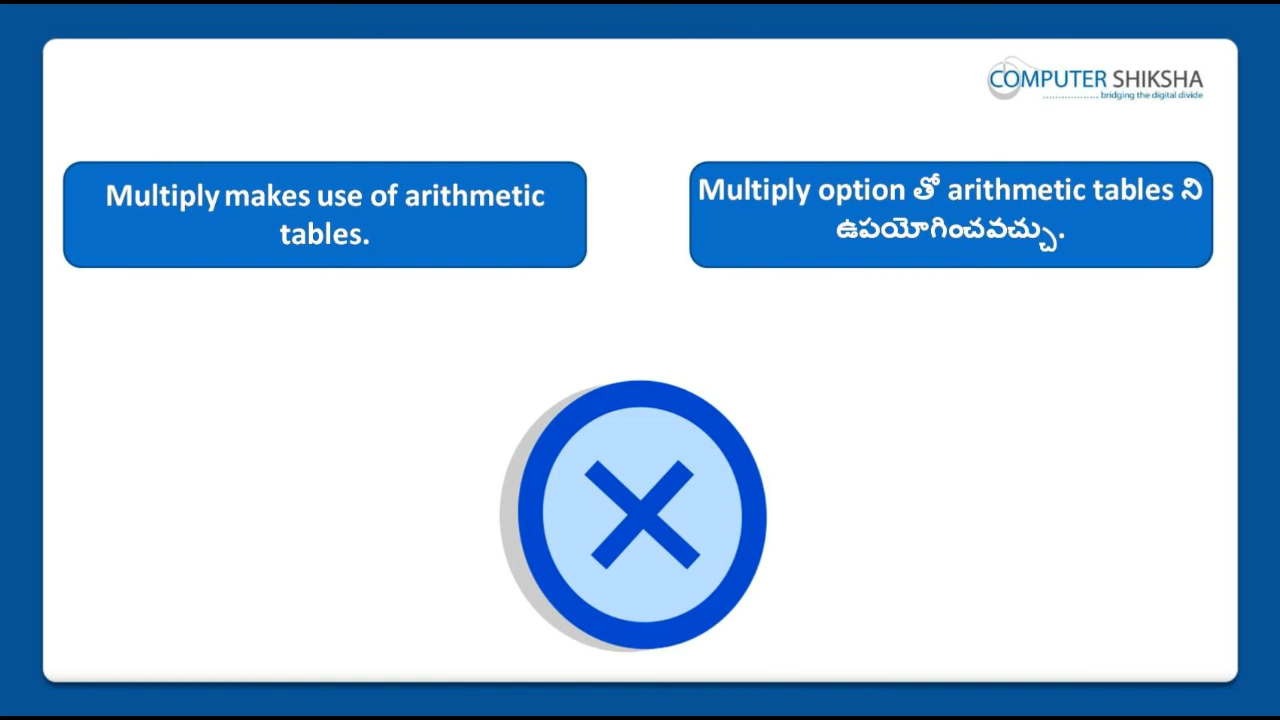 COMPUTER SHIKSHA
bridging the digital divide
Multiply makes use of arithmetic
tables.
Multiply option తో arithmetic tables ని
ఉపయోగించవచ్చు.